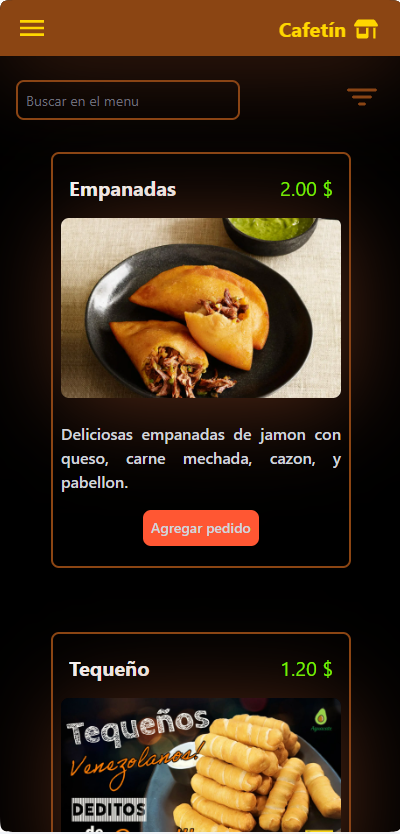 Cafetín
Buscar en el menu
Empanadas 2.00 $
Deliciosas empanadas de jamon con
queso, carne mechada, cazon, y
pabellon.
Agregar pedido
Tequeño 1.20 $
Tequeños
Venezolanos!
DEDITOS
de